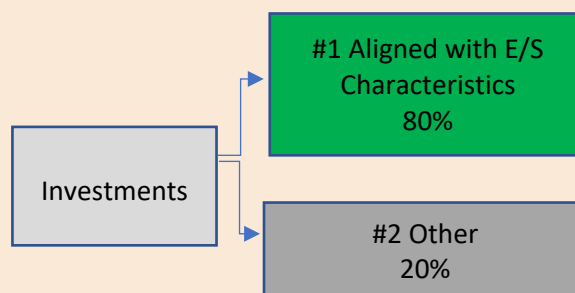 #1 Aligned with E/S
Characteristics
80%
Investments
#2 Other
20%